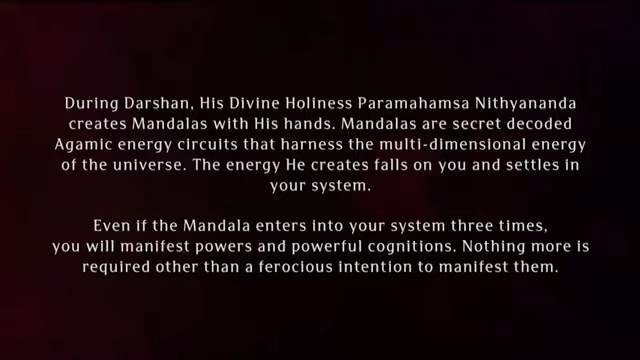 During Darshan, His Divine Holiness Paramahamsa Nithyananda
creates Mandalas with His hands. Mandalas are secret decoded
Agamic energy circuits that harness the multi-dimensional energy
of the universe. The energy He creates falls on you and settles in
your system.
Even if the Mandala enters into your system three times,
you will manifest powers and powerful cognitions. Nothing more is
required other than a ferocious intention to manifest them.